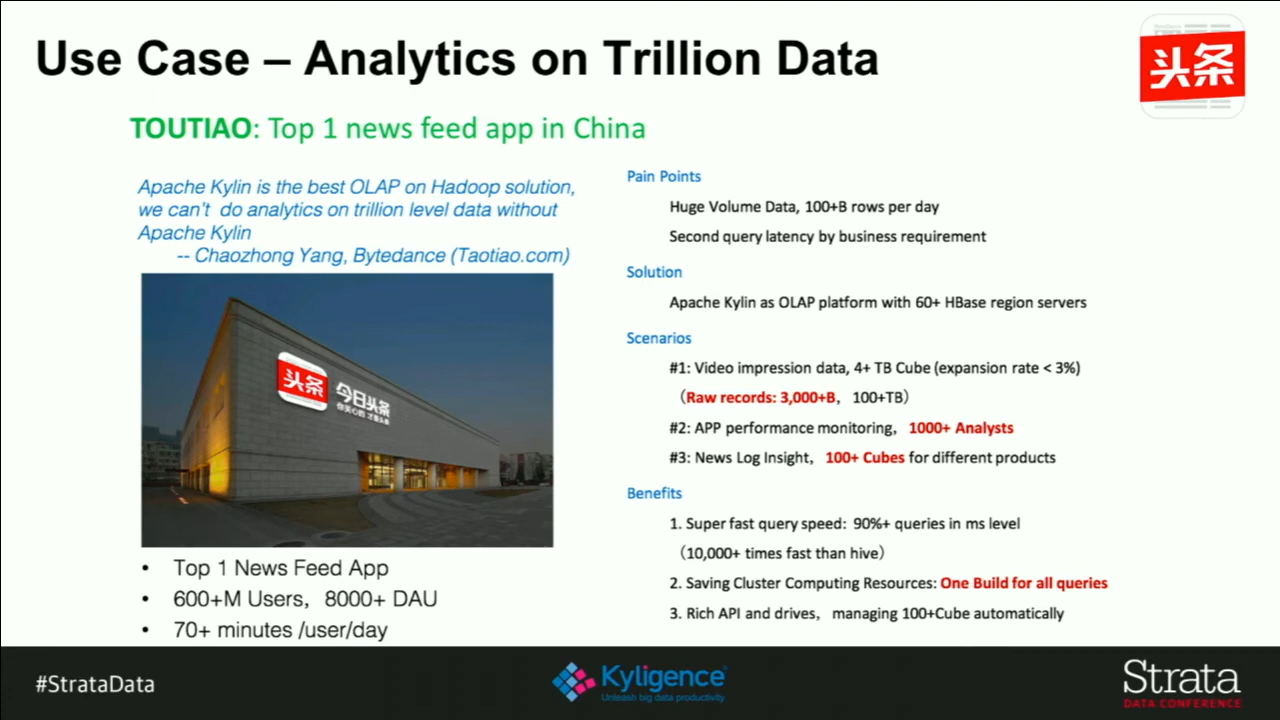 Use Case – Analytics on Trillion Data
头条
TOUTIAO: Top 1 news feed app in China
Apache Kylin is the best OLAP on Hadoop solution,
we can't do analytics on trillion level data without
Apache Kylin
-- Chaozhong Yang, Bytedance (Taotiao.com)
头条
今日头条
你关心的 才是头条
Top 1 News Feed App
600+M Users，8000+ DAU
70+ minutes /user/day
Pain Points
Huge Volume Data, 100+B rows per day
Second query latency by business requirement
Solution
Apache Kylin as OLAP platform with 60+ HBase region servers
Scenarios
#1: Video impression data, 4+ TB Cube (expansion rate < 3%)
（Raw records: 3,000+B， 100+TB）
#2: APP performance monitoring， 1000+ Analysts
#3: News Log Insight， 100+ Cubes for different products
Benefits
1. Super fast query speed: 90%+ queries in ms level
（10,000+ times fast than hive）
2. Saving Cluster Computing Resources: One Build for all queries
3. Rich API and drives， managing 100+Cube automatically
#StrataData
Kyligence
Unleash big data productivity
Strata
DATA CONFERENCE